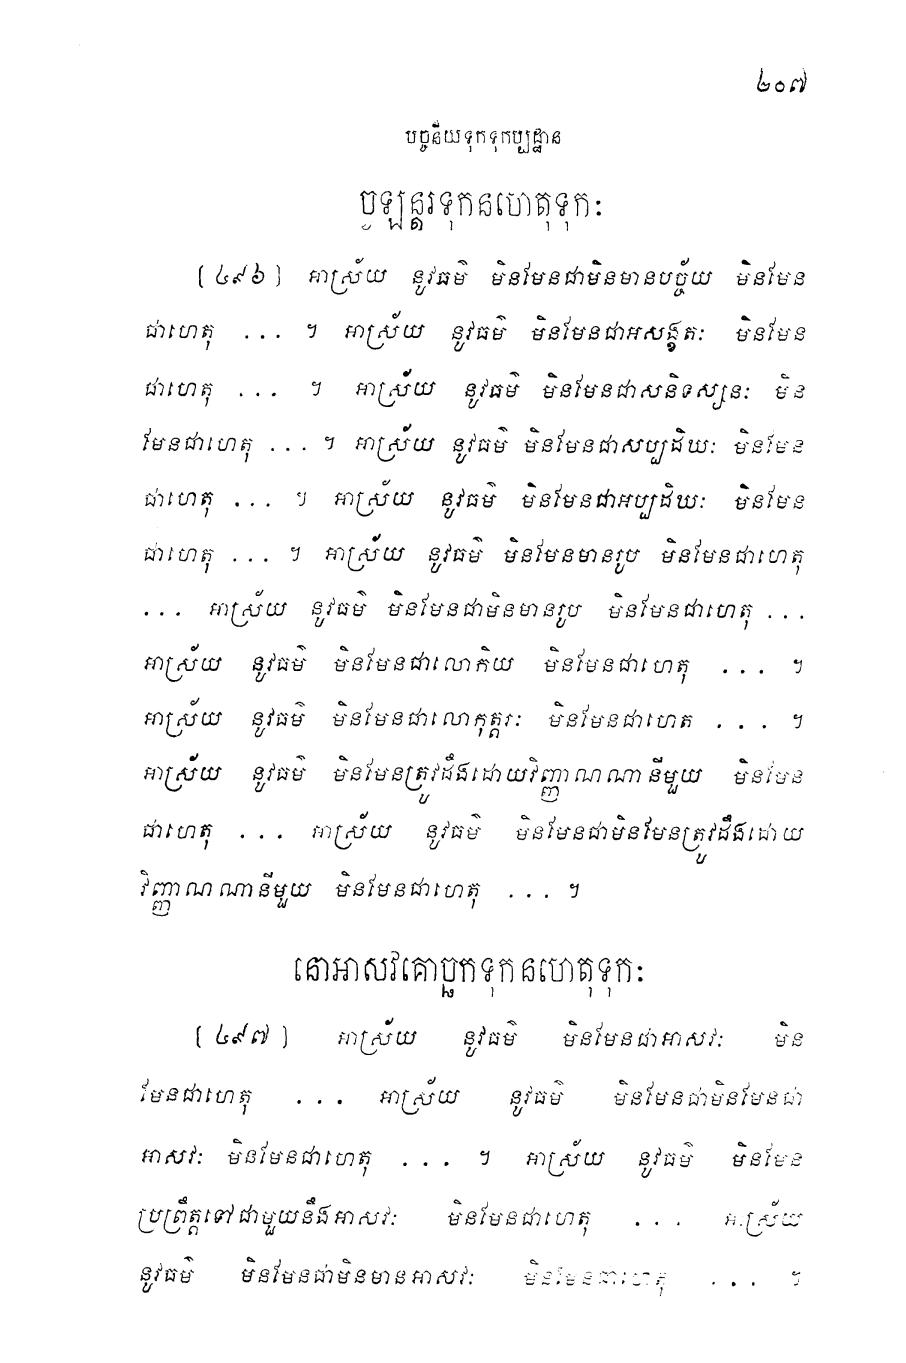 ២០៧
បច្ចនីយទុកទុកប្បដ្ឋាន
ចូឡន្តរទុកនហេតុទុកៈ
(៤៩៦) អាស្រ័យ នូវធម៌ មិនមែនជាមិនមានបច្ច័យ មិនមែន
ជាហេតុ ... ។ អាស្រ័យ នូវធម៌ មិនមែនជាអសង្ខតៈ មិនមែន
ជាហេតុ ... ។ អាស្រ័យ នូវធម៌ មិនមែនជាសនិទស្សនៈ មិន
មែនជាហេតុ ... ។ អាស្រ័យ នូវធម៌ មិនមែនជាសប្បដិឃៈ មិនមែន
ជាហេតុ ... ។ អាស្រ័យ នូវធម៌ មិនមែនជាអប្បដិឃៈ មិនមែន
ជាហេតុ ... ។ អាស្រ័យ នូវធម៌ មិនមែនមានរូប មិនមែនជាហេតុ
... អាស្រ័យ នូវធម៌ មិនមែនជាមិនមានរូប មិនមែនជាហេតុ ...
អាស្រ័យ នូវធម៌ មិនមែនជាលោកិយ មិនមែនជាហេតុ ... ។
អាស្រ័យ នូវធម៌ មិនមែនជាលោកុត្តរៈ មិនមែនជាហេត ... ។
អាស្រ័យ នូវធម៌ មិនមែនត្រូវដឹងដោយវិញ្ញាណណានីមួយ មិនមែន
ជាហេតុ ... អាស្រ័យ នូវធម៌ មិនមែនជាមិនមែនត្រូវដឹងដោយ
វិញ្ញាណណានីមួយ មិនមែនជាហេតុ ... ។
នោអាសវគោច្ឆកទុកនហេតុទុកៈ
(៤៩៧) អាស្រ័យ នូវធម៌ មិនមែនជាអាសវៈ មិន
មែនជាហេតុ ... អាស្រ័យ នូវធម៌ មិនមែនជាមិនមែនជា
អាសវៈ មិនមែនជាហេតុ ... ។ អាស្រ័យ នូវធម៌ មិនមែន
ប្រព្រឹត្តទៅជាមួយនឹងអាសវៈ មិនមែនជាហេតុ ... អាស្រ័យ
នូវធម៌ មិនមែនជាមិនមានអាសវៈ មិនមែនជាហេតុ ... ។